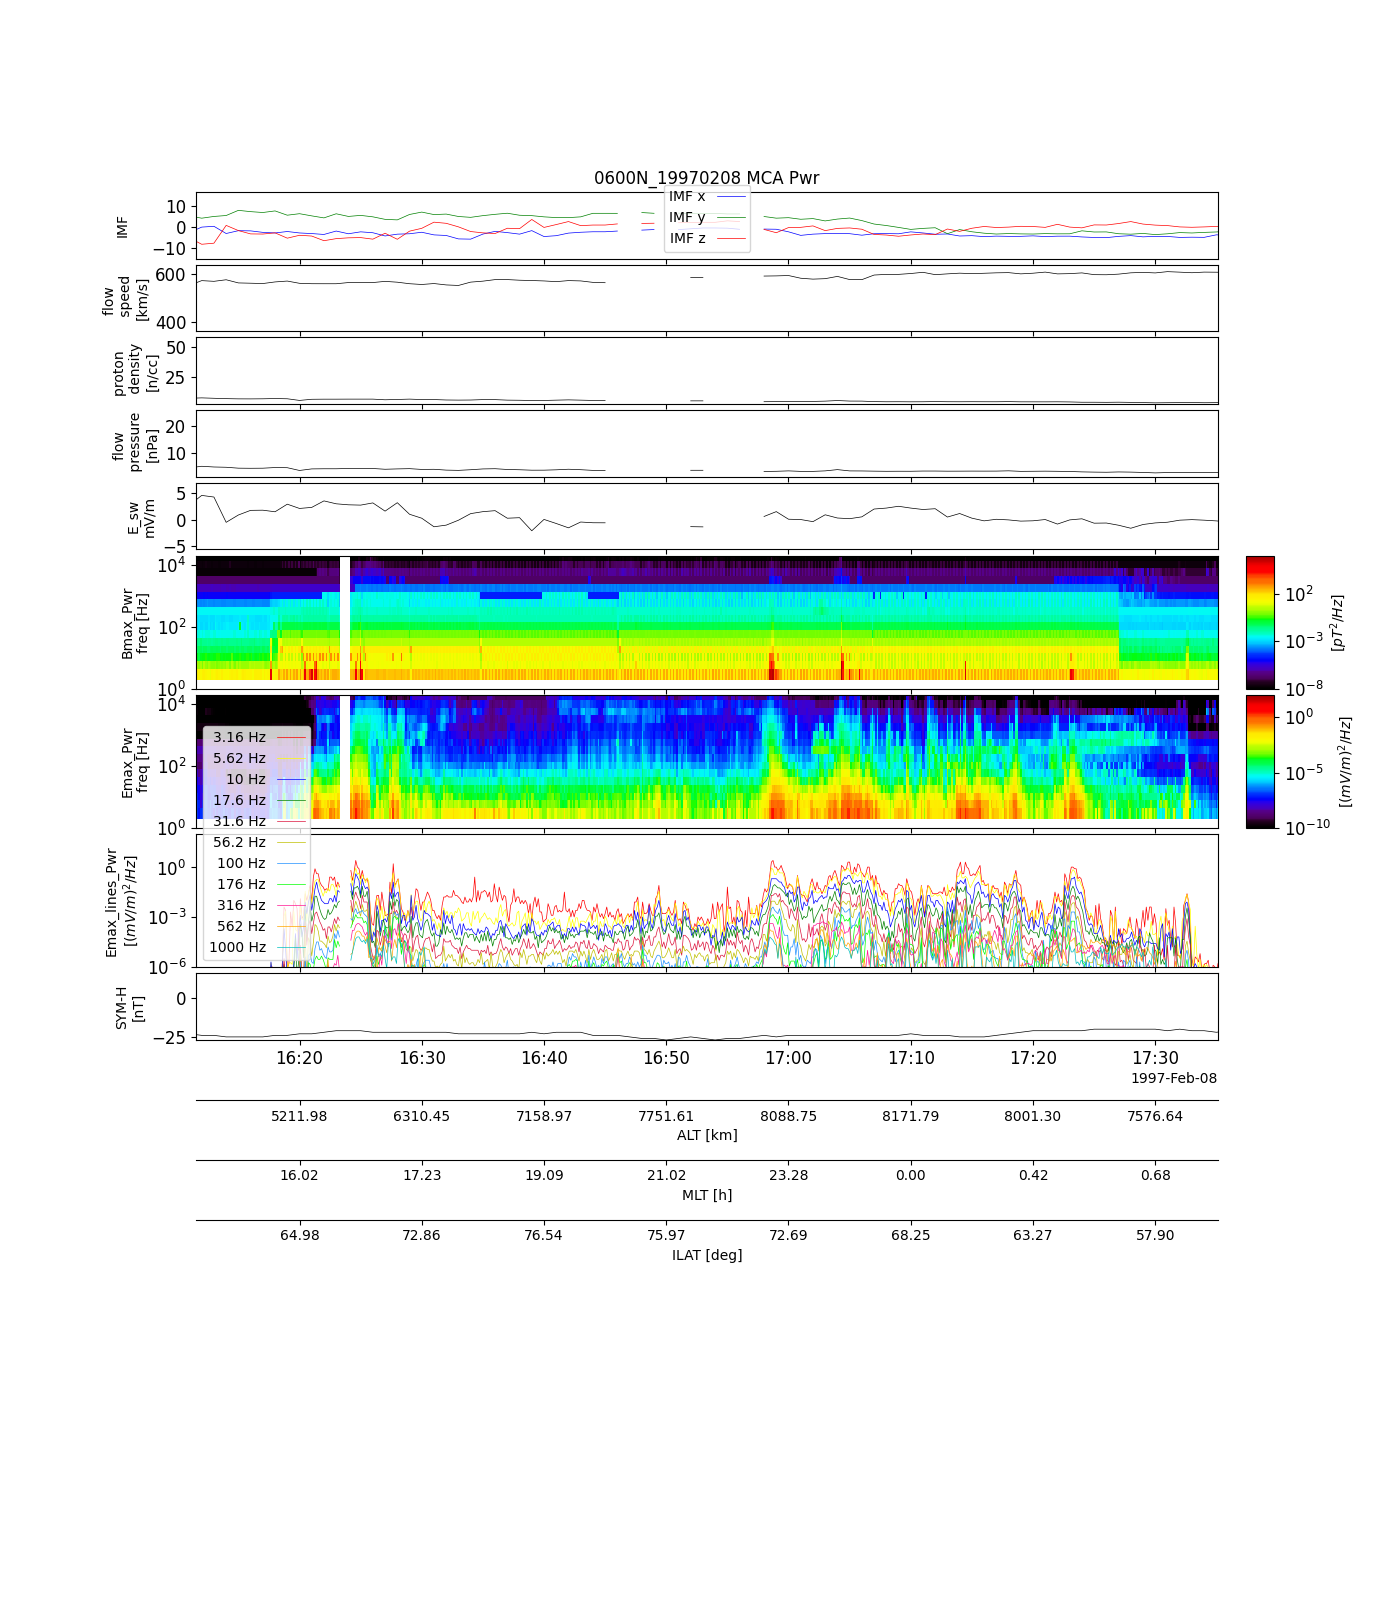 0600N_19970208 MCA Pwr
IMF
10
0
−10
IMF x
IMF y
IMF z
flow
speed
[km/s]
600
400
proton
density
[n/cc]
50
25
flow
pressure
[nPa]
20
10
E_sw
mV/m
5
0
−5
Bmax_Pwr
freq [Hz]
10^4
10^2
10^0
10^2
10^−3
10^−8
[pT^2/Hz]
Emax_Pwr
freq [Hz]
10^4
10^2
10^0
10^0
10^−5
10^−10
[(mV/m)^2/Hz]
3.16 Hz
5.62 Hz
10 Hz
17.6 Hz
31.6 Hz
56.2 Hz
100 Hz
176 Hz
316 Hz
562 Hz
1000 Hz
Emax_lines_Pwr
[(mV/m)^2/Hz]
10^0
10^−3
10^−6
SYM-H
[nT]
0
−25
16:20 16:30 16:40 16:50 17:00 17:10 17:20 17:30
1997-Feb-08
5211.98 6310.45 7158.97 7751.61 8088.75 8171.79 8001.30 7576.64
ALT [km]
16.02 17.23 19.09 21.02 23.28 0.00 0.42 0.68
MLT [h]
64.98 72.86 76.54 75.97 72.69 68.25 63.27 57.90
ILAT [deg]